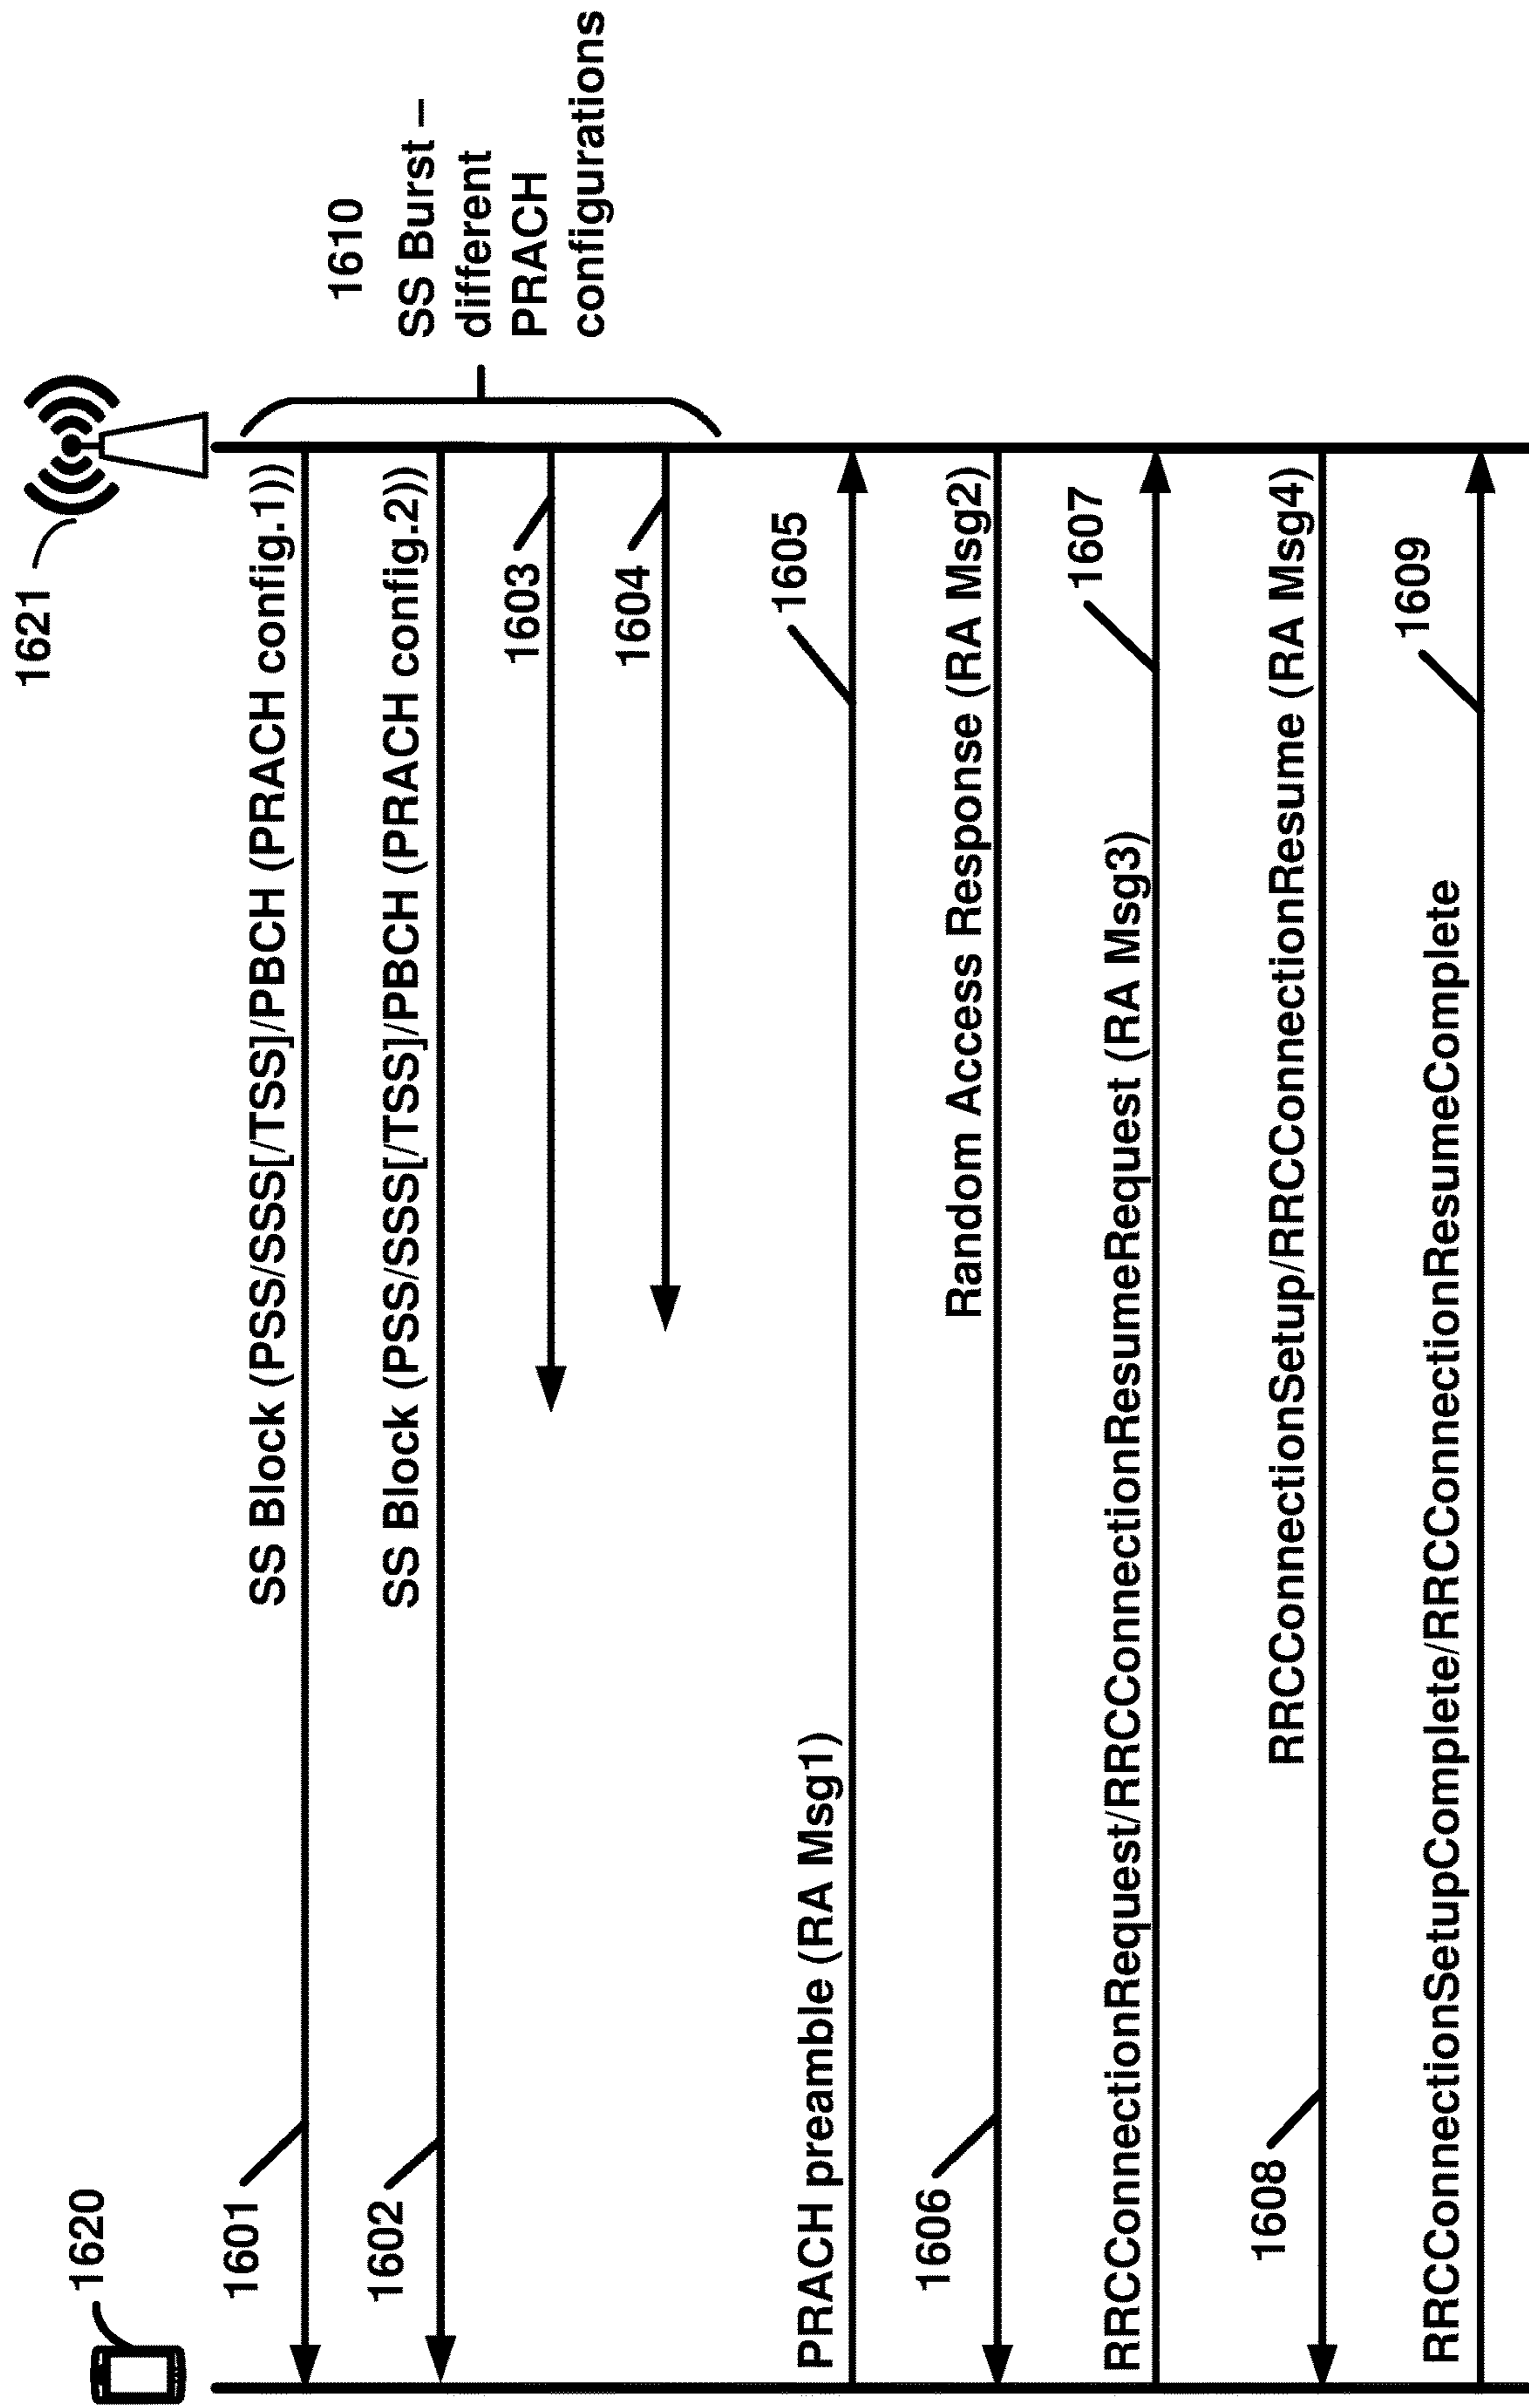 1620
1621
1601
SS Block (PSS/SSS[/TSS]/PBCH (PRACH config.1))
1602
SS Block (PSS/SSS[/TSS]/PBCH (PRACH config.2))
1603
1604
1610
SS Burst –
different
PRACH
configurations
PRACH preamble (RA Msg1)
1605
1606
Random Access Response (RA Msg2)
RRCConnectionRequest/RRCConnectionResumeRequest (RA Msg3)
1607
1608
RRCConnectionSetup/RRCConnectionResume (RA Msg4)
RRCConnectionSetupComplete/RRCConnectionResumeComplete
1609